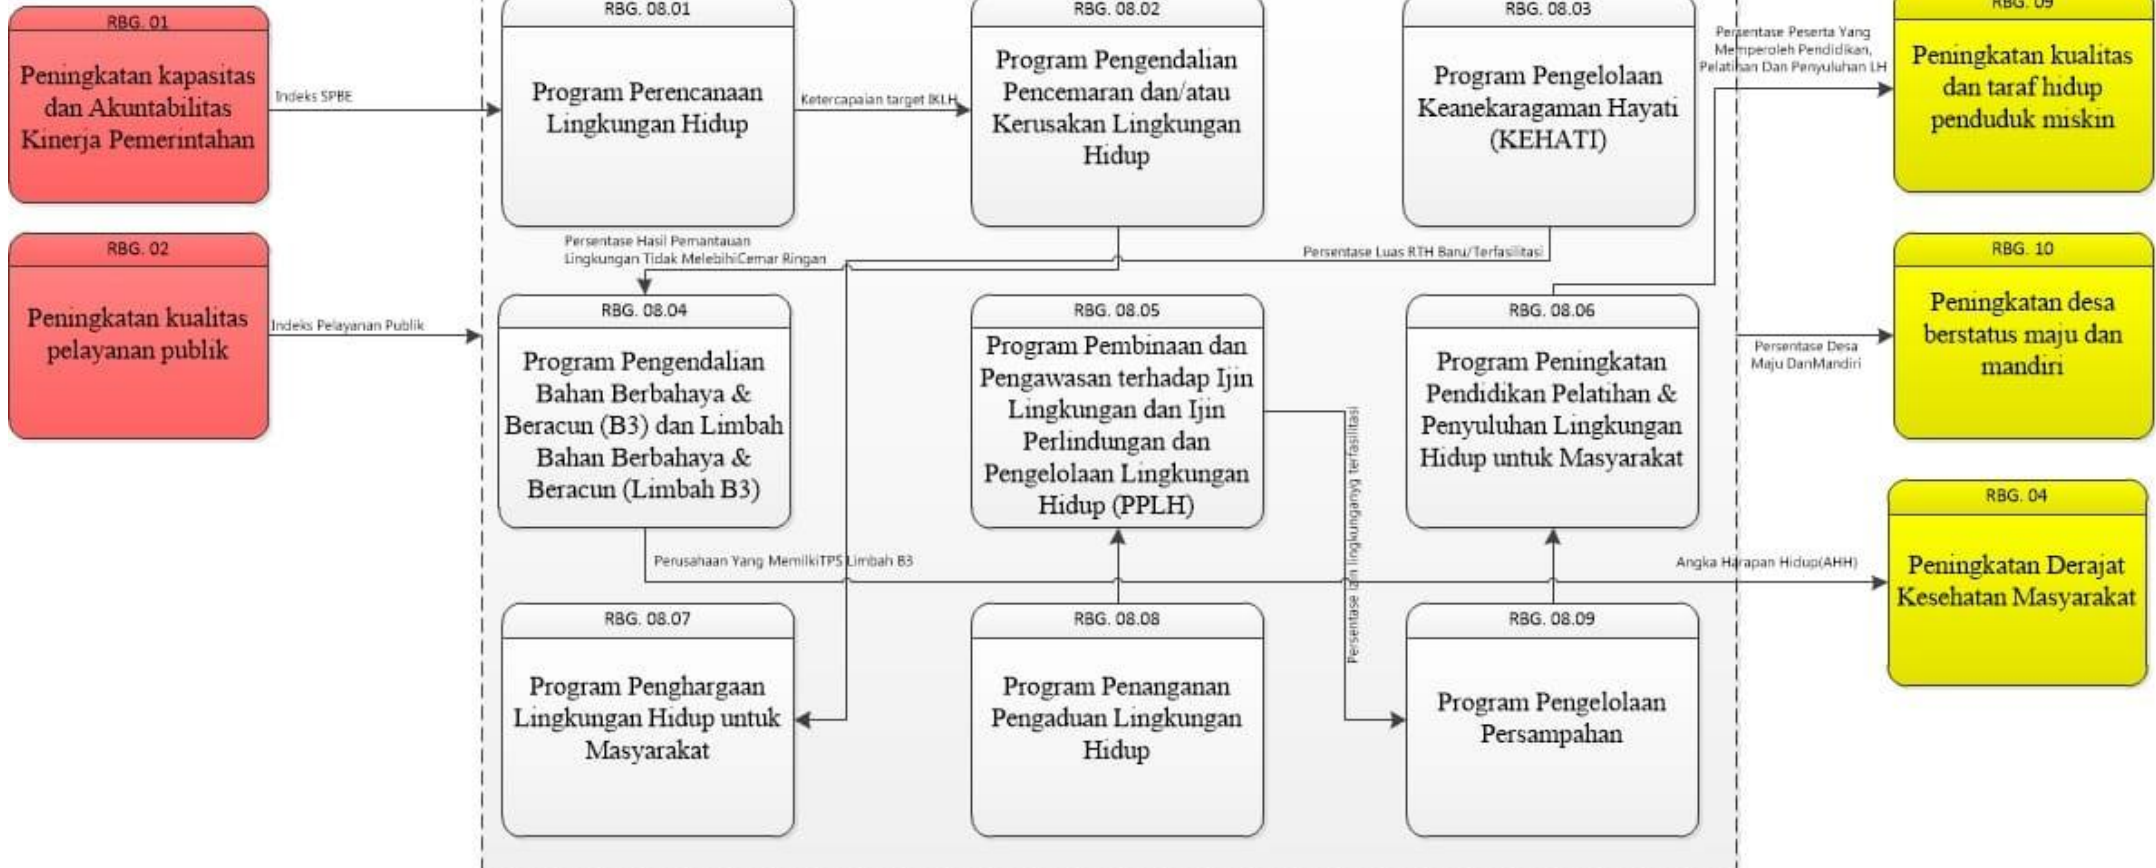 RBG. 01
Peningkatan kapasitas
dan Akuntabilitas
Kinerja Pemerintahan
Indeks SPBE
RBG. 08.01
Program Perencanaan
Lingkungan Hidup
Ketercapaian target IKLH
RBG. 08.02
Program Pengendalian
Pencemaran dan/atau
Kerusakan Lingkungan
Hidup
RBG. 08.03
Program Pengelolaan
Keanekaragaman Hayati
(KEHATI)
Persentase Peserta Yang
Memperoleh Pendidikan,
Pelatihan Dan Penyuluhan LH
RBG. 09
Peningkatan kualitas
dan taraf hidup
penduduk miskin
RBG. 02
Peningkatan kualitas
pelayanan publik
Indeks Pelayanan Publik
Persentase Hasil Pemantauan
Lingkungan Tidak MelebihiCemar Ringan
Persentase Luas RTH Baru/Terfasilitasi
RBG. 08.04
Program Pengendalian
Bahan Berbahaya &
Beracun (B3) dan Limbah
Bahan Berbahaya &
Beracun (Limbah B3)
RBG. 08.05
Program Pembinaan dan
Pengawasan terhadap Ijin
Lingkungan dan Ijin
Perlindungan dan
Pengelolaan Lingkungan
Hidup (PPLH)
Persentase izin lingkunganyg terfasilitasi
RBG. 08.06
Program Peningkatan
Pendidikan Pelatihan &
Penyuluhan Lingkungan
Hidup untuk Masyarakat
Persentase Desa
Maju DanMandiri
RBG. 10
Peningkatan desa
berstatus maju dan
mandiri
Perusahaan Yang MemilkiTPS Limbah B3
Angka Harapan Hidup(AHH)
RBG. 04
Peningkatan Derajat
Kesehatan Masyarakat
RBG. 08.07
Program Penghargaan
Lingkungan Hidup untuk
Masyarakat
RBG. 08.08
Program Penanganan
Pengaduan Lingkungan
Hidup
RBG. 08.09
Program Pengelolaan
Persampahan